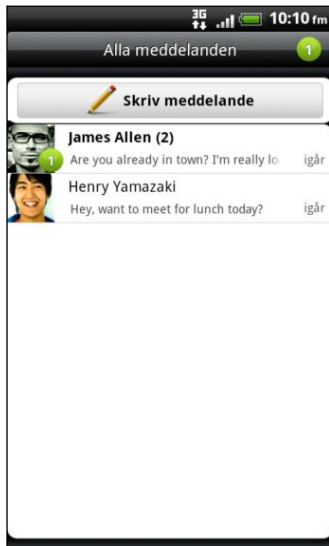 3G 10:10 fm
Alla meddelanden 1
Skriv meddelande
James Allen (2)
1 Are you already in town? I'm really lo igår
Henry Yamazaki
Hey, want to meet for lunch today? igår